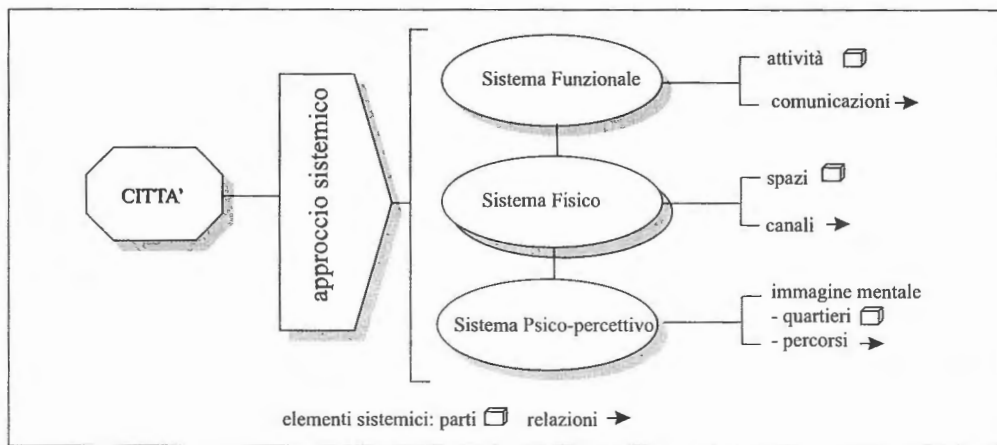 CITTA'
approccio sistemico
Sistema Funzionale
attività
comunicazioni
Sistema Fisico
spazi
canali
Sistema Psico-percettivo
immagine mentale
- quartieri
- percorsi
elementi sistemici: parti relazioni